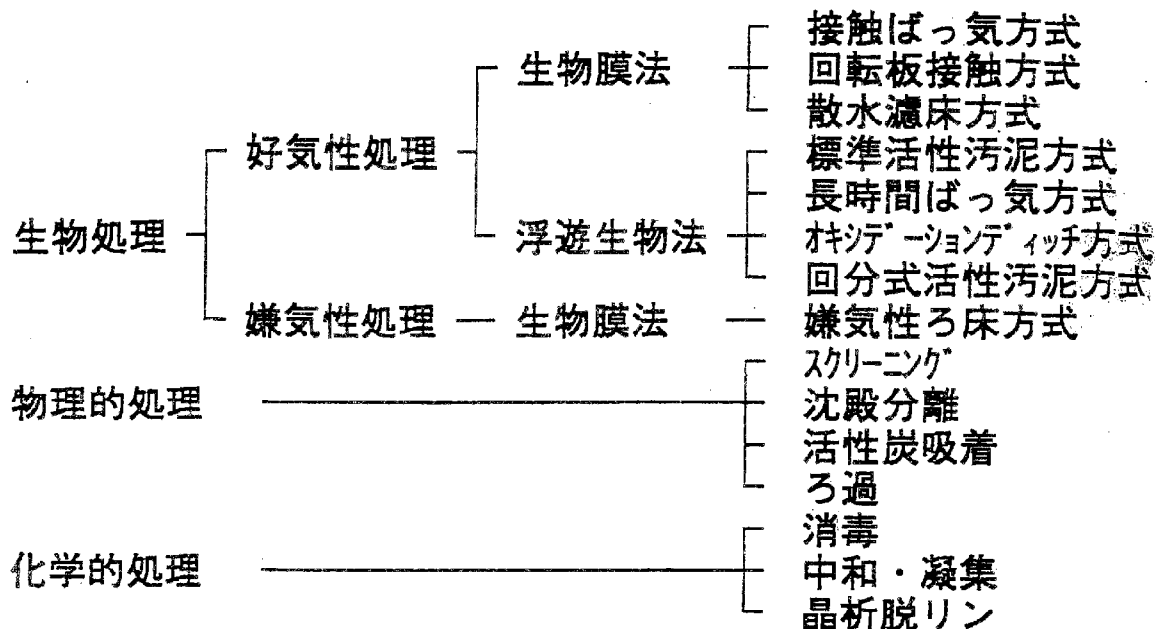 接触ばっ気方式
生物膜法
回転板接触方式
散水濾床方式
好気性処理
標準活性汚泥方式
長時間ばっ気方式
生物処理
浮遊生物法
ｵｷｼﾃﾞｰｼｮﾝﾃﾞｨｯﾁ方式
回分式活性汚泥方式
嫌気性処理
生物膜法
嫌気性ろ床方式
ｽｸﾘｰﾆﾝｸﾞ
物理的処理
沈殿分離
活性炭吸着
ろ過
消毒
化学的処理
中和・凝集
晶析脱リン